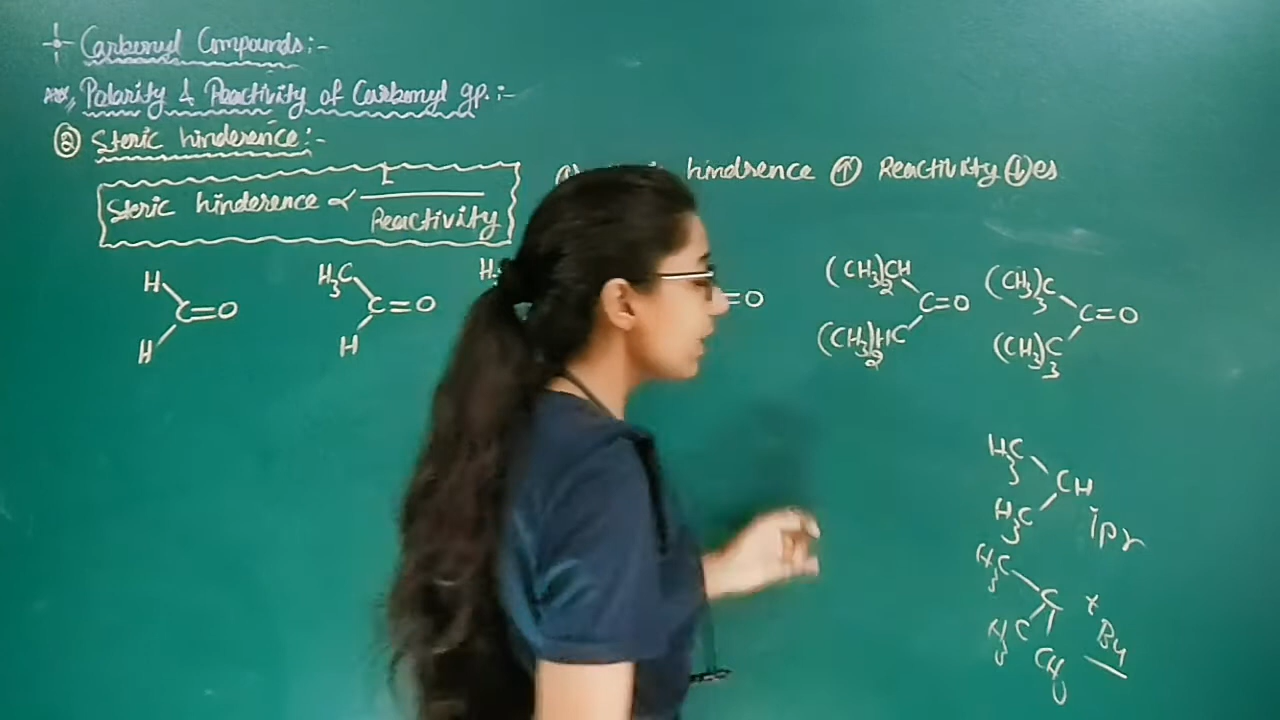 Carbonyl Compounds:-
Polarity & Reactivity of Carbonyl gp.:-
② Steric hinderence:-
Steric hinderence ∝ 1/Reactivity
hindrence ↑ Reactivity ↓es
H H C=O
H3C H C=O
H =O
(CH3)2CH (CH3)2HC C=O
(CH3)3C (CH3)3C C=O
H3C H3C CH ipr
H3C H3C C CH t Bu